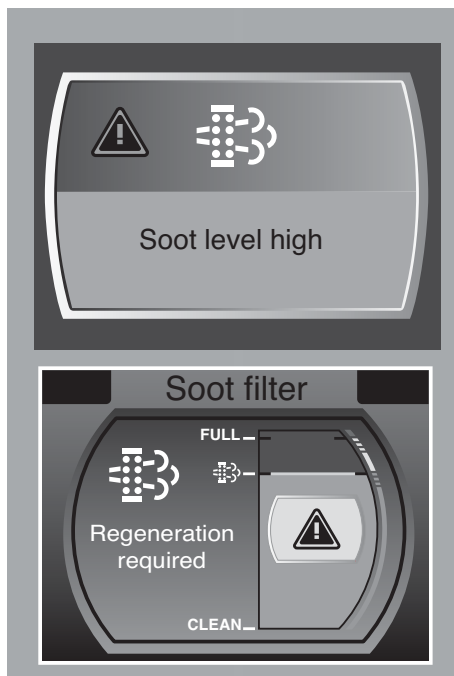 Soot level high
Soot filter
FULL
Regeneration
required
CLEAN